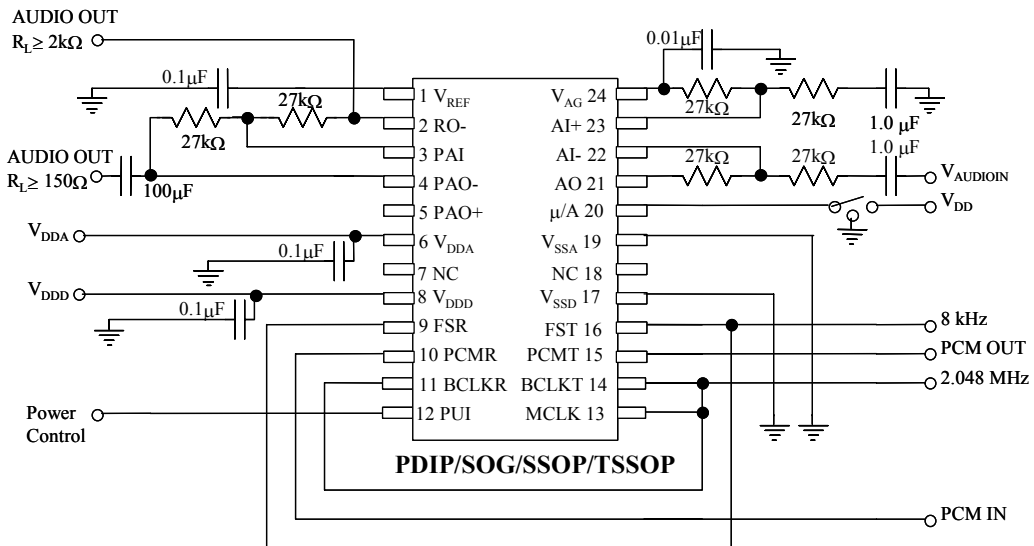 AUDIO OUT
R_L ≥ 2kΩ
0.1μF
27kΩ
27kΩ
AUDIO OUT
R_L ≥ 150Ω
100μF
V_DDA
0.1μF
V_DDD
0.1μF
Power
Control
1 V_REF
2 RO-
3 PAI
4 PAO-
5 PAO+
6 V_DDA
7 NC
8 V_DDD
9 FSR
10 PCMR
11 BCLKR
12 PUI
V_AG 24
AI+ 23
AI- 22
AO 21
μ/A 20
V_SSA 19
NC 18
V_SSD 17
FST 16
PCMT 15
BCLKT 14
MCLK 13
PDIP/SOG/SSOP/TSSOP
0.01μF
27kΩ
27kΩ
1.0 μF
1.0 μF
27kΩ
27kΩ
V_AUDIOIN
V_DD
8 kHz
PCM OUT
2.048 MHz
PCM IN